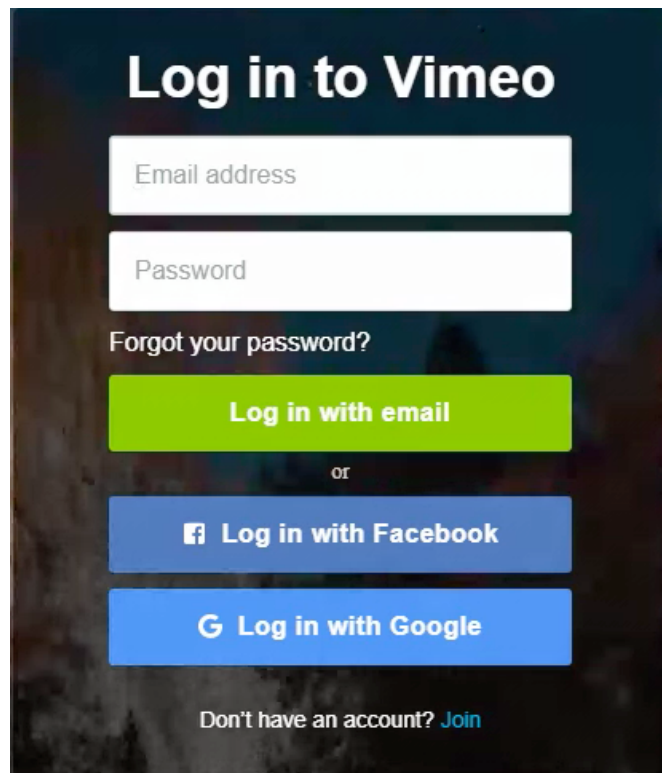 Log in to Vimeo
Email address
Password
Forgot your password?
Log in with email
or
Log in with Facebook
Log in with Google
Don't have an account? Join